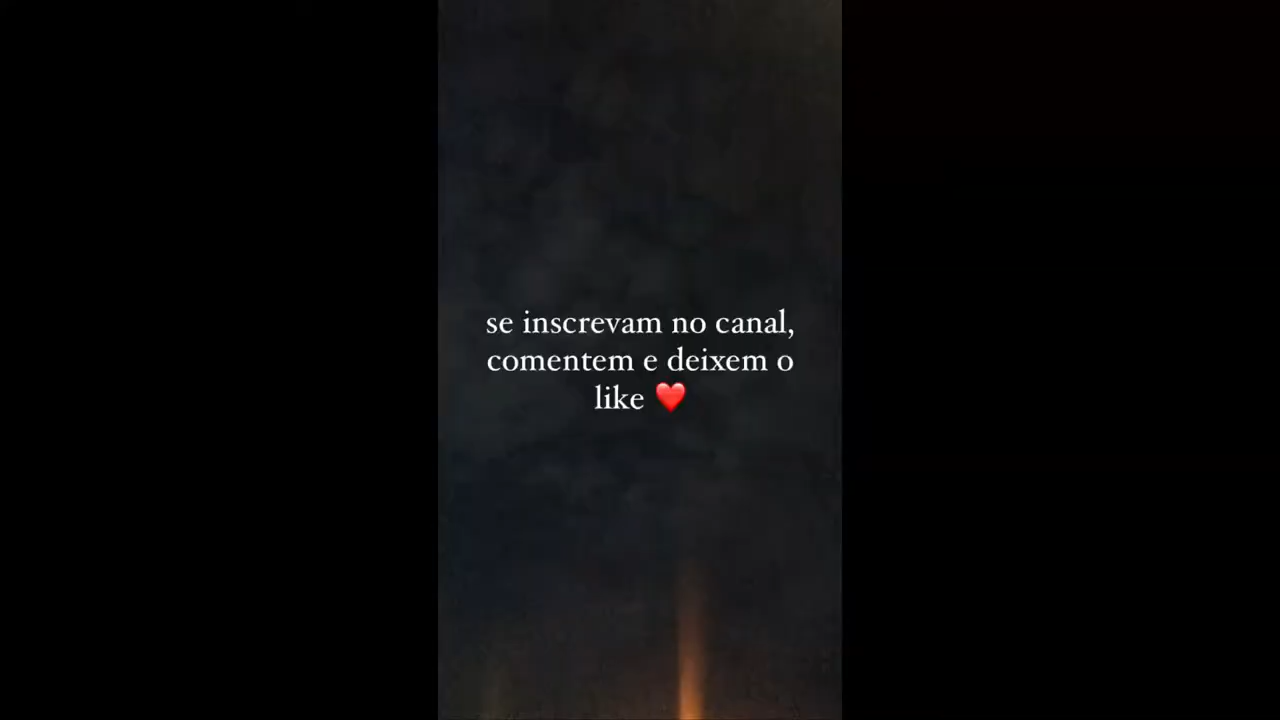 se inscrevam no canal,
comentem e deixem o
like ❤️